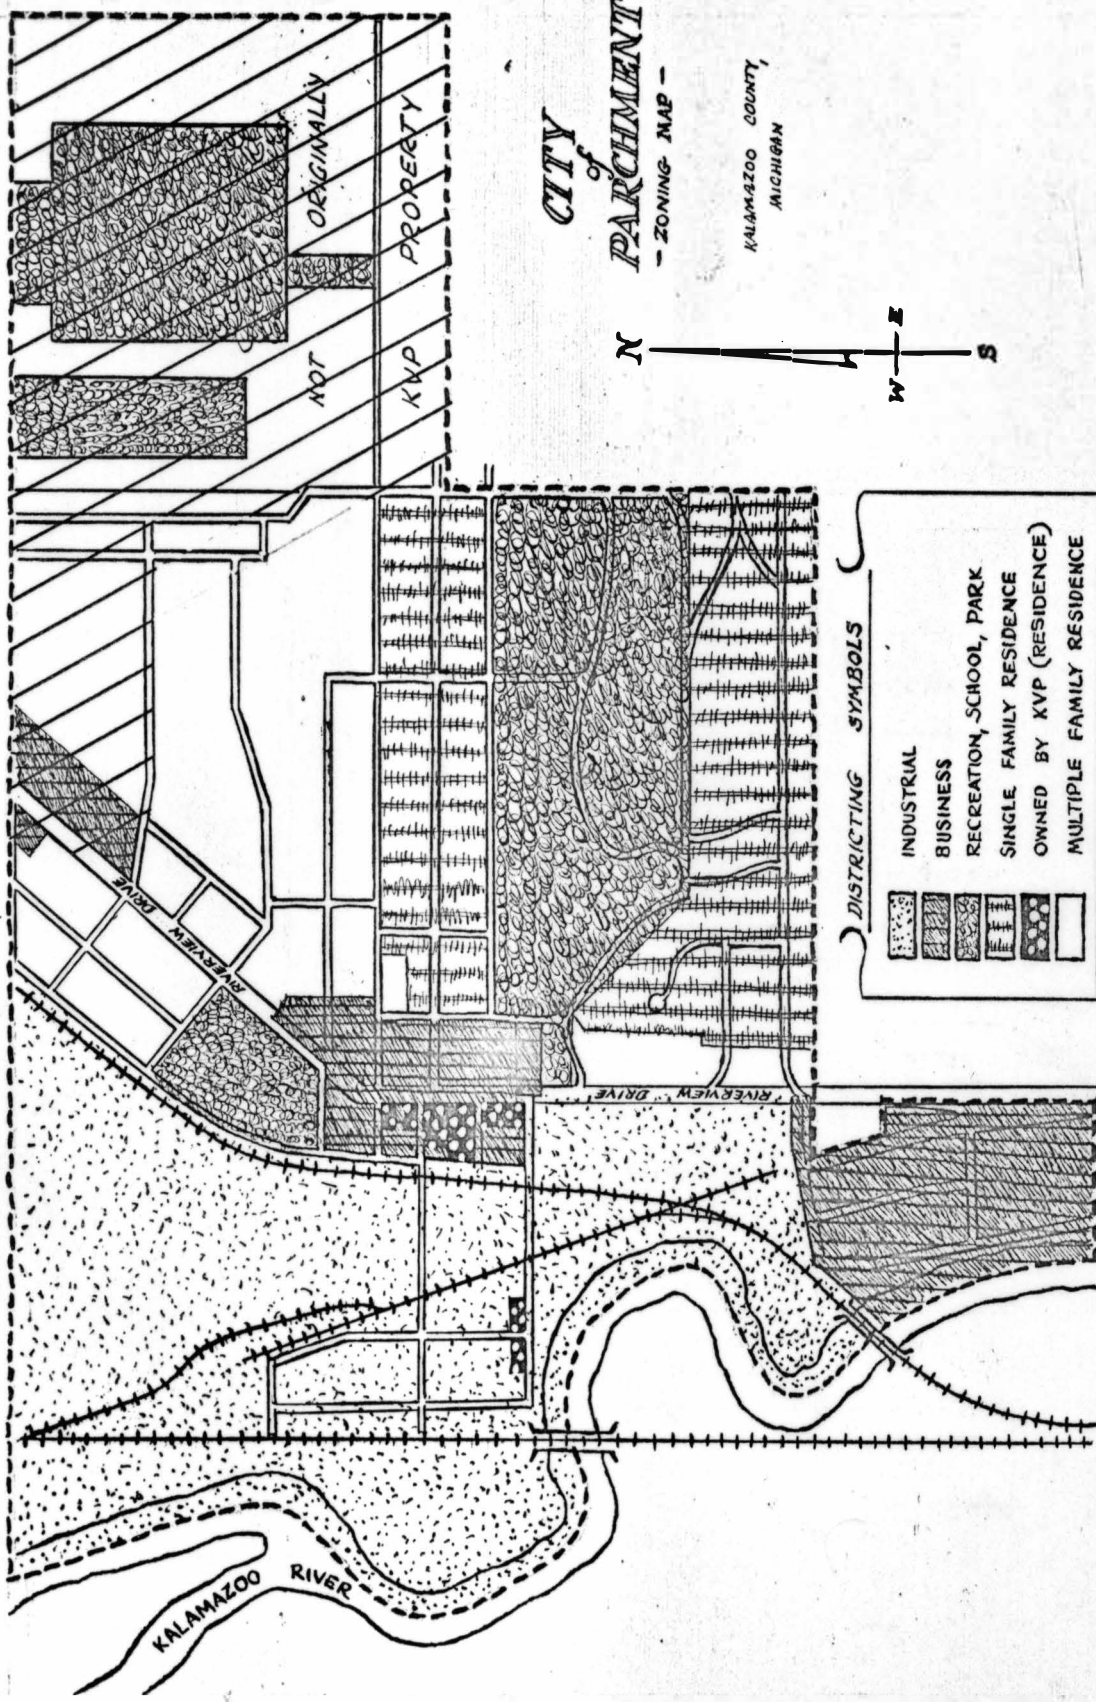 CITY
of
PARCHMENT
- ZONING MAP -
KALAMAZOO COUNTY,
MICHIGAN
NOT ORIGINALLY
KVP PROPERTY
N
W E
S
RIVERVIEW DRIVE
RIVERVIEW DRIVE
KALAMAZOO RIVER
DISTRICTING SYMBOLS
INDUSTRIAL
BUSINESS
RECREATION, SCHOOL, PARK
SINGLE FAMILY RESIDENCE
OWNED BY KVP (RESIDENCE)
MULTIPLE FAMILY RESIDENCE